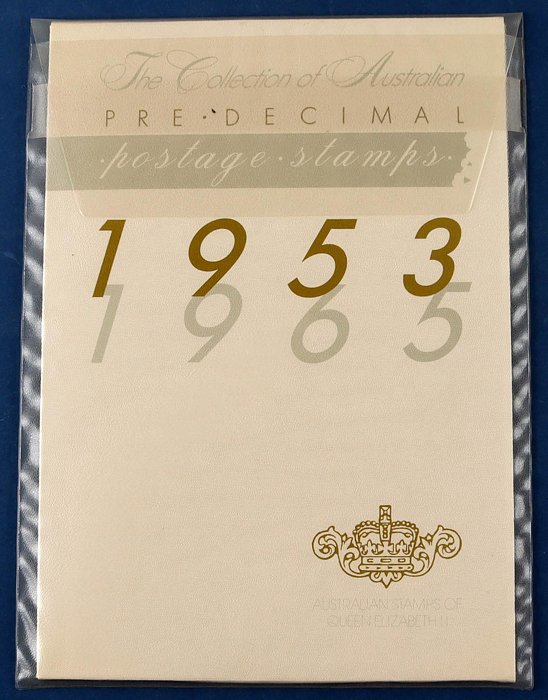 The Collection of Australian
PRE·DECIMAL
·postage·stamps·
1953
1965
AUSTRALIAN STAMPS OF
QUEEN ELIZABETH II